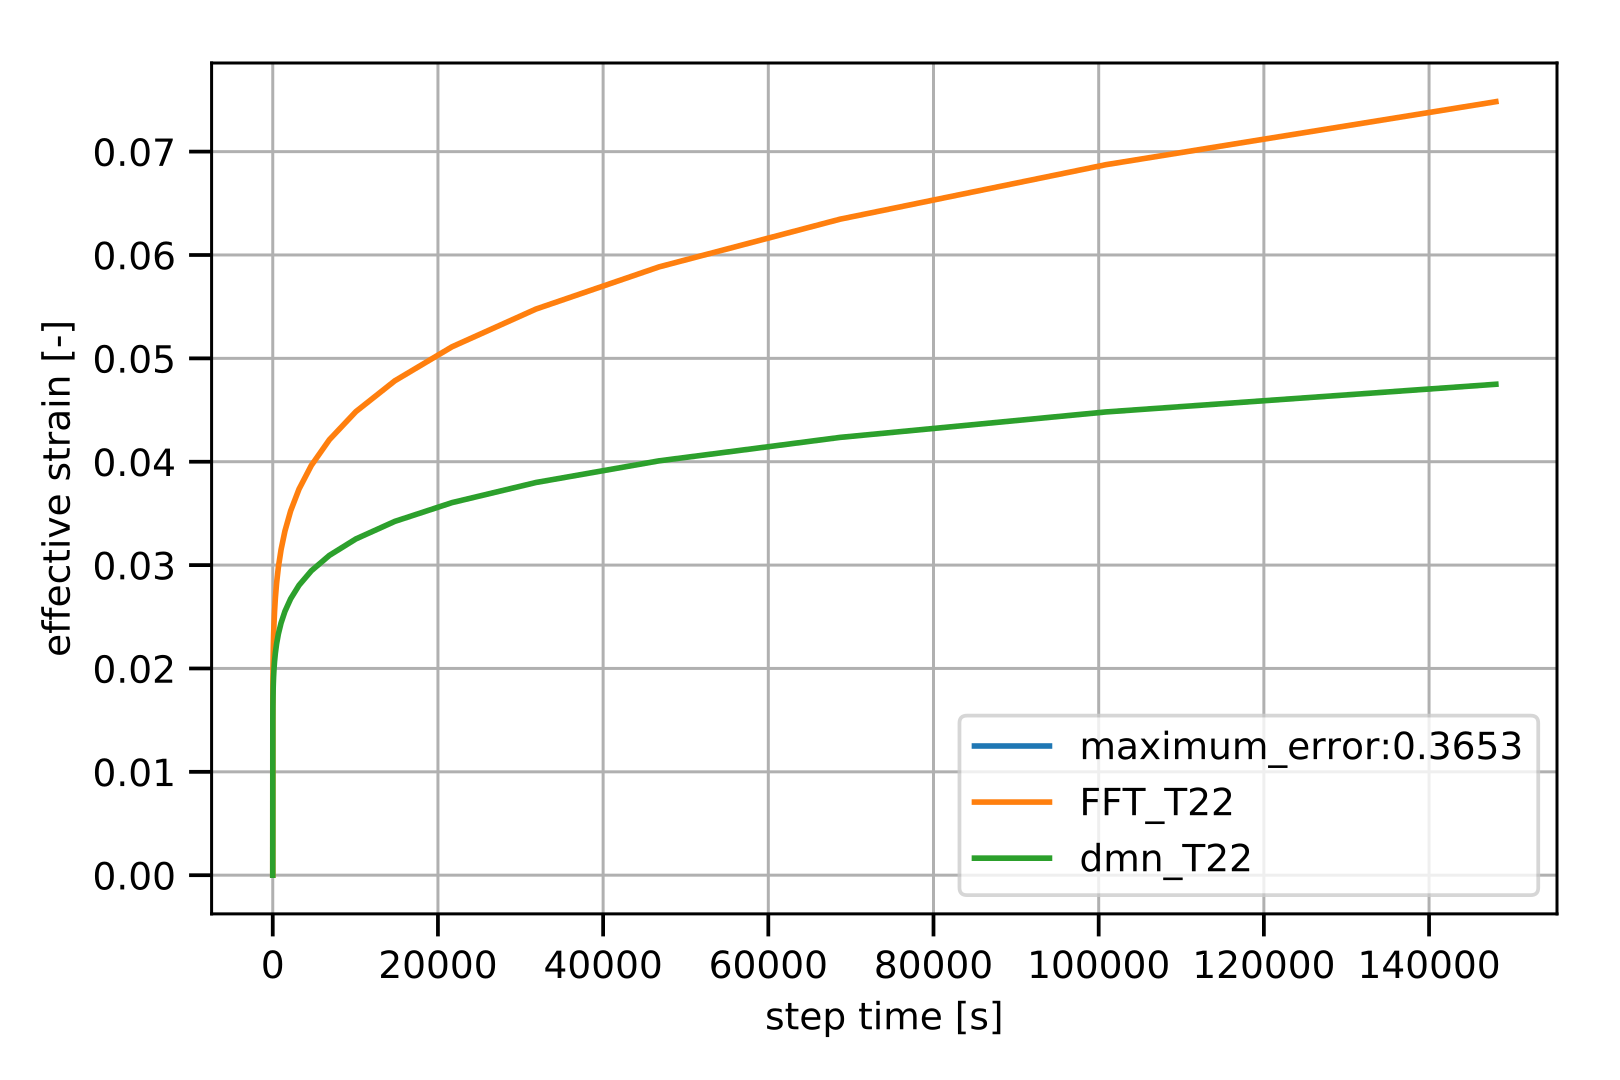 0.07
0.06
0.05
0.04
0.03
0.02
0.01
0.00
effective strain [-]
maximum_error:0.3653
FFT_T22
dmn_T22
0 20000 40000 60000 80000 100000 120000 140000
step time [s]